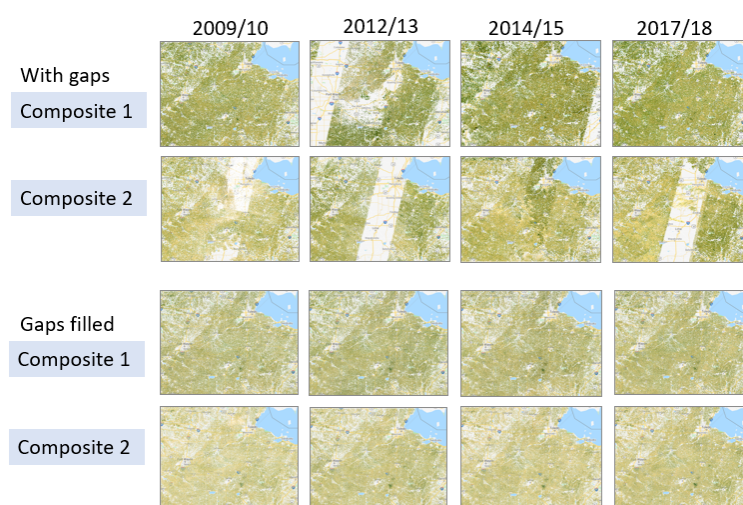 2009/10 2012/13 2014/15 2017/18
With gaps
Composite 1
Composite 2
Gaps filled
Composite 1
Composite 2